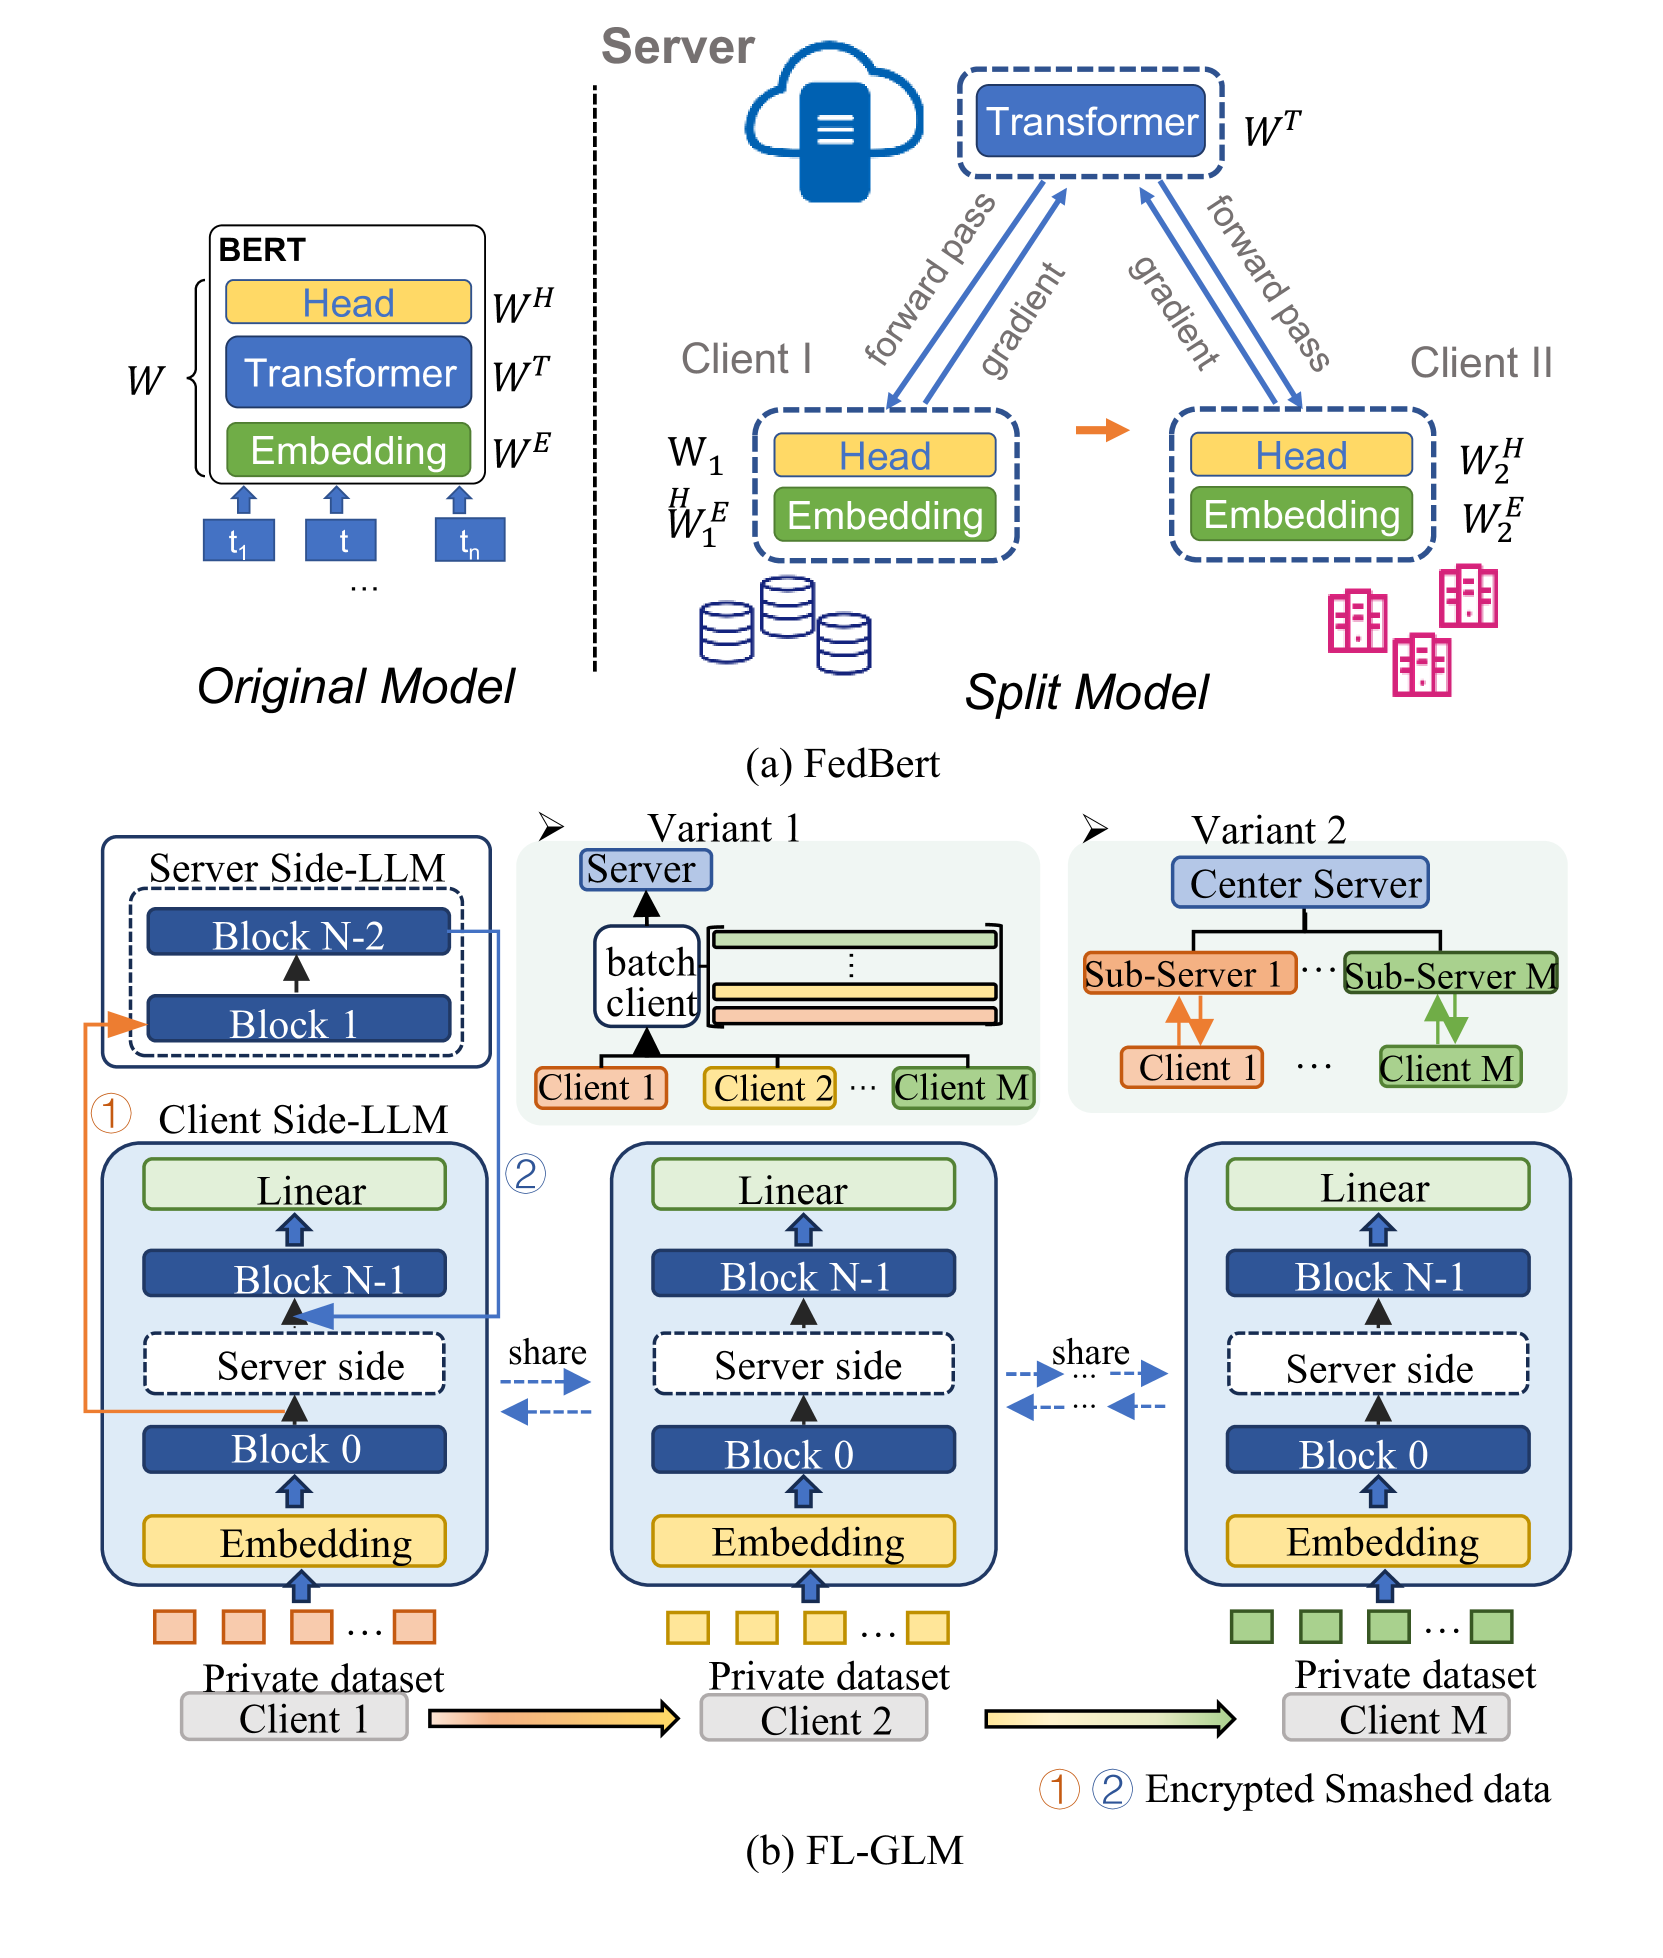 Server
Transformer
W^T
BERT
Head
W^H
W
Transformer
W^T
Embedding
W^E
t_1
t
t_n
...
Original Model
forward pass
gradient
gradient
forward pass
Client I
Client II
W_1
H
W_1^E
Head
Embedding
Head
Embedding
W_2^H
W_2^E
Split Model
(a) FedBert
Server Side-LLM
Block N-2
Block 1
①
Client Side-LLM
②
➢ Variant 1
Server
batch
client
⋮
Client 1
Client 2
...
Client M
➢ Variant 2
Center Server
Sub-Server 1
...
Sub-Server M
Client 1
...
Client M
Linear
Block N-1
Server side
Block 0
Embedding
...
Private dataset
Client 1
share
Linear
Block N-1
Server side
Block 0
Embedding
...
Private dataset
Client 2
share
...
...
Linear
Block N-1
Server side
Block 0
Embedding
...
Private dataset
Client M
① ② Encrypted Smashed data
(b) FL-GLM